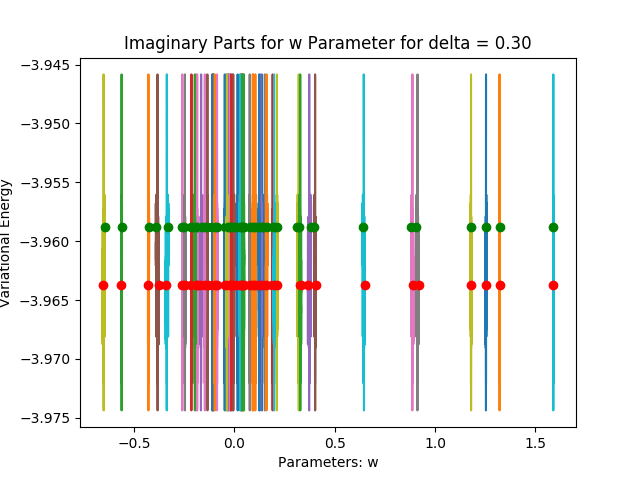 Imaginary Parts for w Parameter for delta = 0.30
−3.945
−3.950
−3.955
−3.960
−3.965
−3.970
−3.975
Variational Energy
−0.5 0.0 0.5 1.0 1.5
Parameters: w